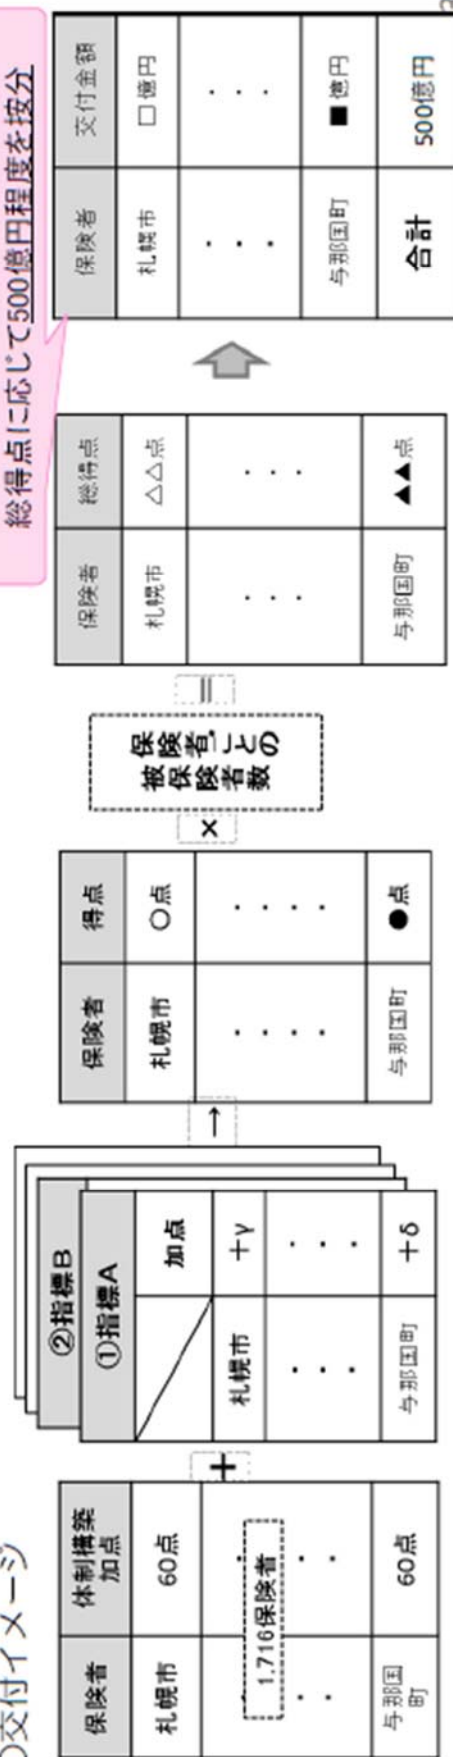 ○交付イメージ
保険者 体制構築加点
札幌市 60点
1,716保険者
与那国町 60点
+
②指標B
①指標A
加点
札幌市 +γ
・ ・
・ ・
・ ・
与那国町 +δ
→
保険者 得点
札幌市 ○点
・ ・
・ ・
・ ・
・ ・
与那国町 ●点
×
保険者ごとの
被保険者数
=
保険者 総得点
札幌市 △△点
・ ・
・ ・
・ ・
与那国町 ▲▲点
総得点に応じて500億円程度を按分
保険者 交付金額
札幌市 □億円
・ ・
・ ・
・ ・
与那国町 ■億円
合計 500億円